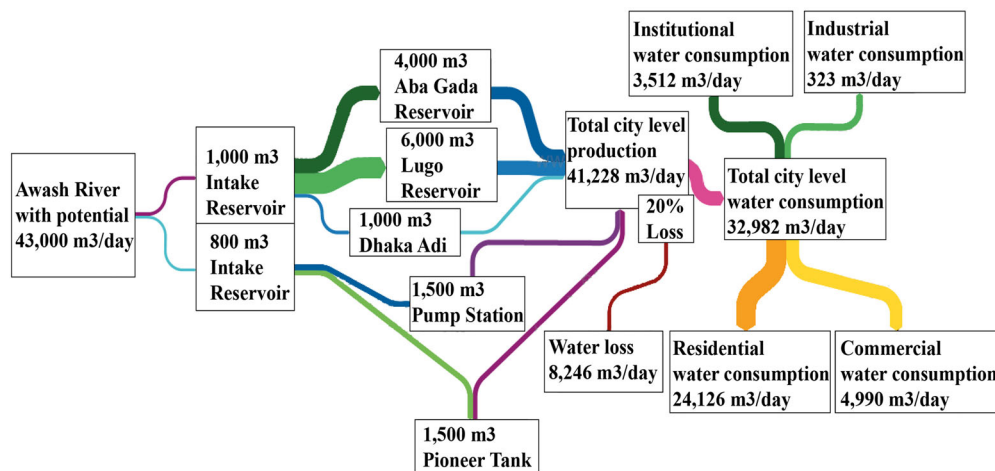 Awash River
with potential
43,000 m3/day
1,000 m3
Intake
Reservoir
800 m3
Intake
Reservoir
4,000 m3
Aba Gada
Reservoir
6,000 m3
Lugo
Reservoir
1,000 m3
Dhaka Adi
1,500 m3
Pump Station
1,500 m3
Pioneer Tank
Total city level
production
41,228 m3/day
20%
Loss
Water loss
8,246 m3/day
Institutional
water consumption
3,512 m3/day
Industrial
water consumption
323 m3/day
Total city level
water consumption
32,982 m3/day
Residential
water consumption
24,126 m3/day
Commercial
water consumption
4,990 m3/day